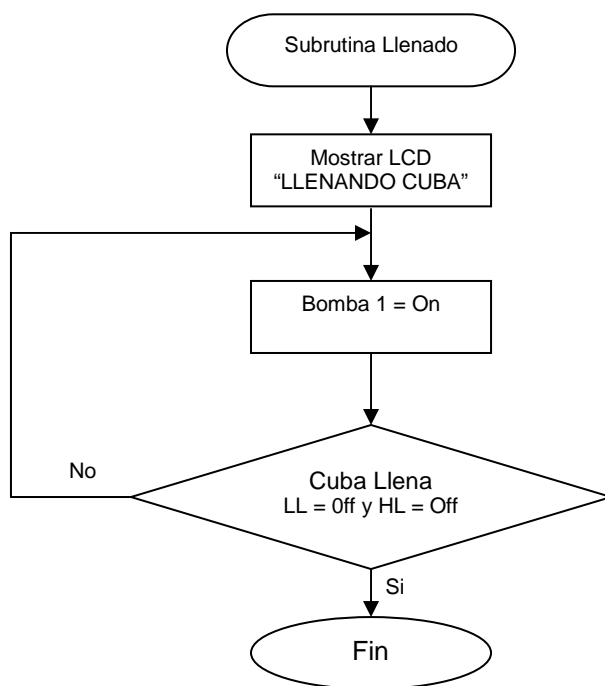 Subrutina Llenado
Mostrar LCD
“LLENANDO CUBA”
Bomba 1 = On
Cuba Llena
LL = 0ff y HL = Off
No
Si
Fin